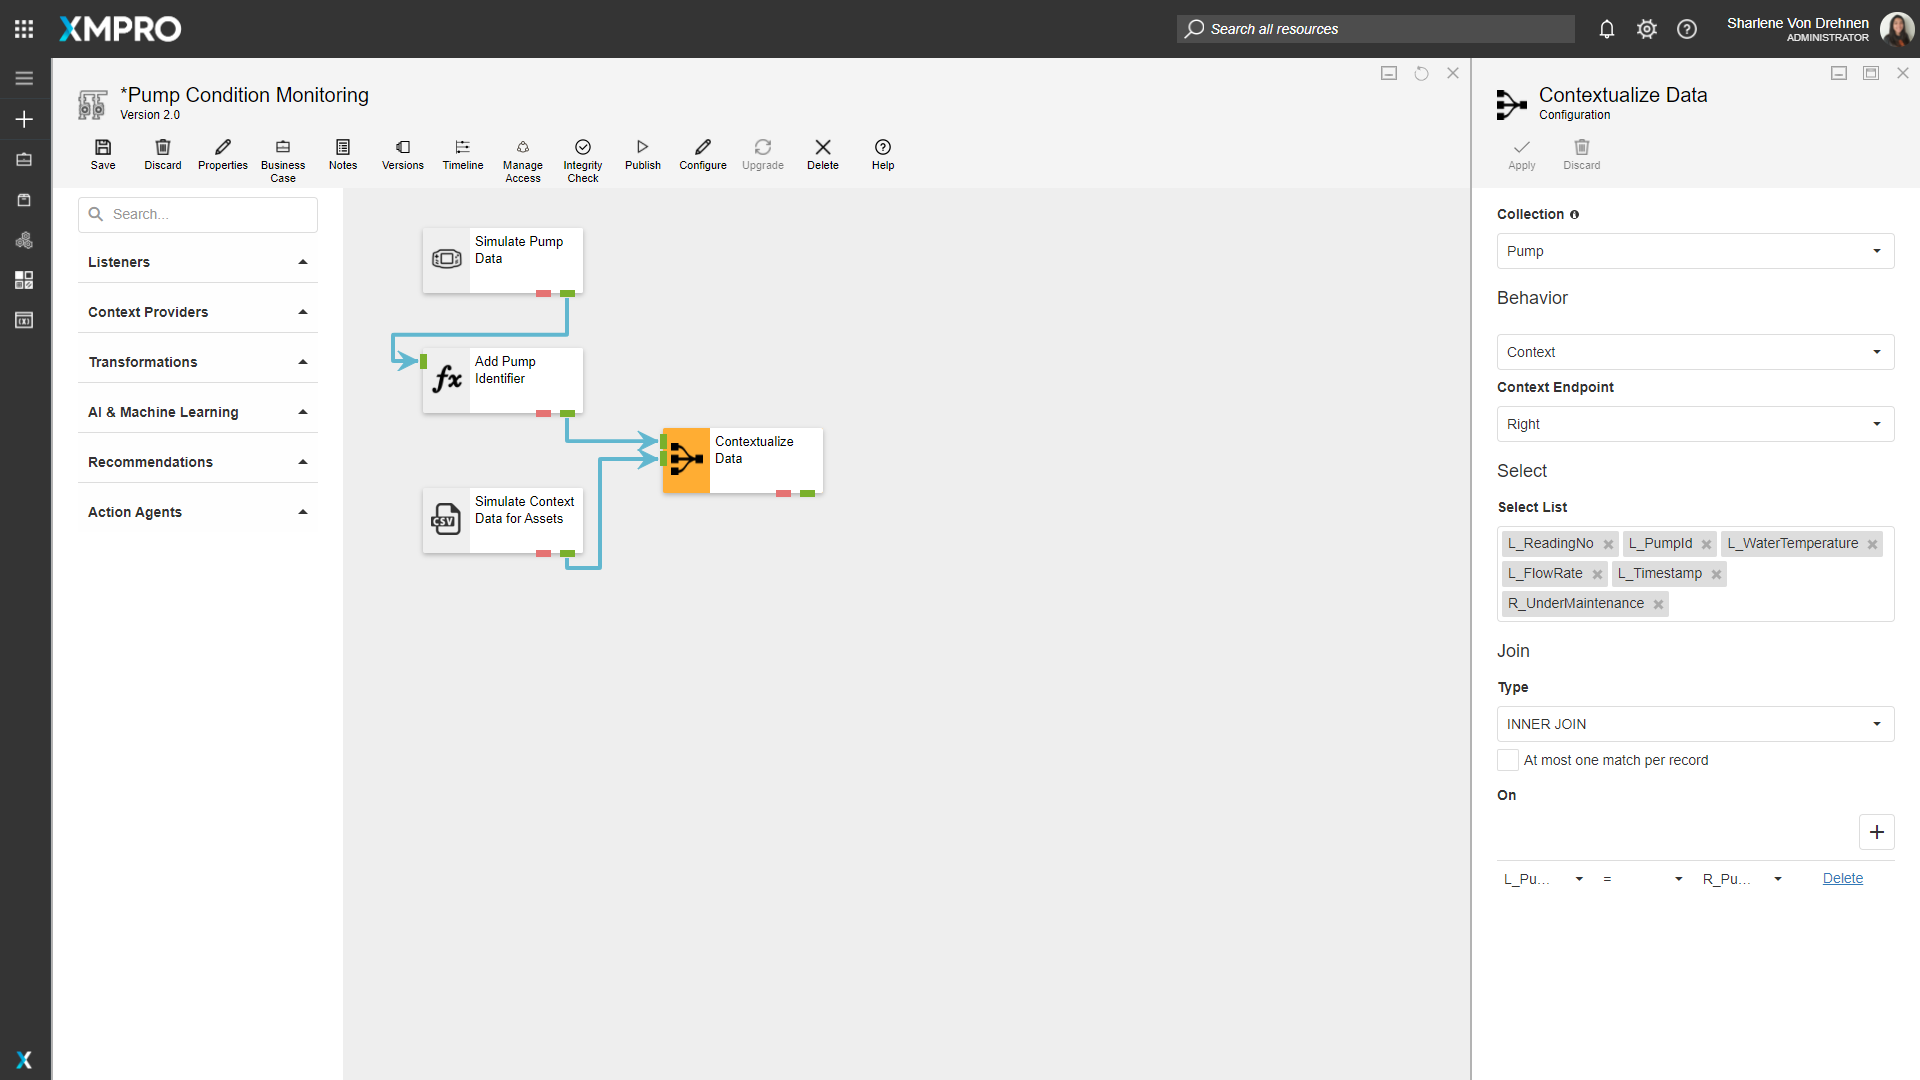 XMPRO
Search all resources
Sharlene Von Drehnen
ADMINISTRATOR
*Pump Condition Monitoring
Version 2.0
Save
Discard
Properties
Business
Case
Notes
Versions
Timeline
Manage
Access
Integrity
Check
Publish
Configure
Upgrade
Delete
Help
Search...
Listeners
Context Providers
Transformations
AI & Machine Learning
Recommendations
Action Agents
Simulate Pump
Data
fx
Add Pump
Identifier
Contextualize
Data
CSV
Simulate Context
Data for Assets
Contextualize Data
Configuration
Apply
Discard
Collection
Pump
Behavior
Context
Context Endpoint
Right
Select
Select List
L_ReadingNo L_PumpId L_WaterTemperature
L_FlowRate L_Timestamp
R_UnderMaintenance
Join
Type
INNER JOIN
At most one match per record
On
L_Pu... = R_Pu... Delete